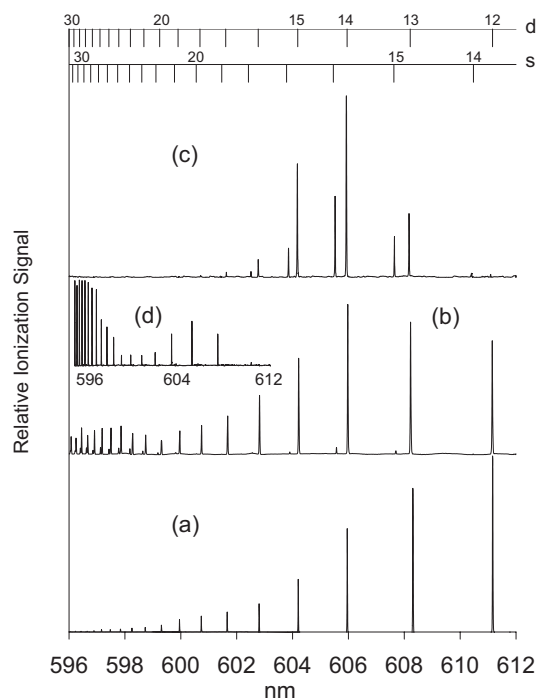 30 20 15 14 13 12 d
30 20 15 14 s
(c)
(d)
(b)
596 604 612
(a)
Relative Ionization Signal
596 598 600 602 604 606 608 610 612
nm